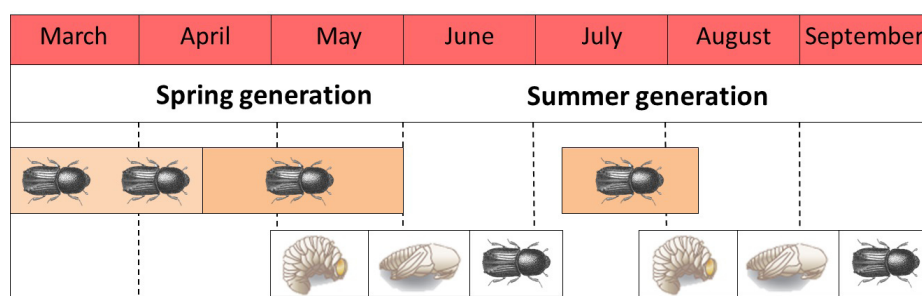 March April May June July August September
Spring generation Summer generation